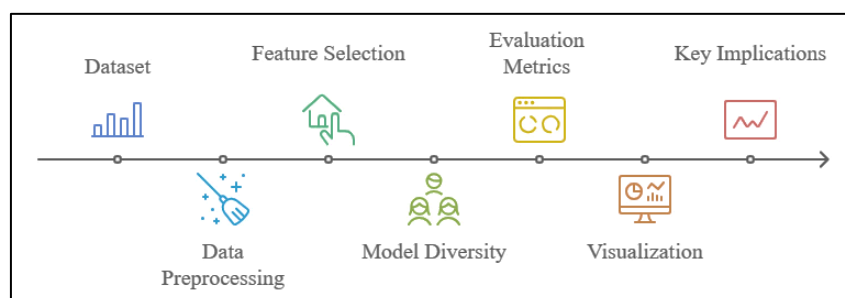 Dataset
Feature Selection
Evaluation
Metrics
Key Implications
Data
Preprocessing
Model Diversity
Visualization